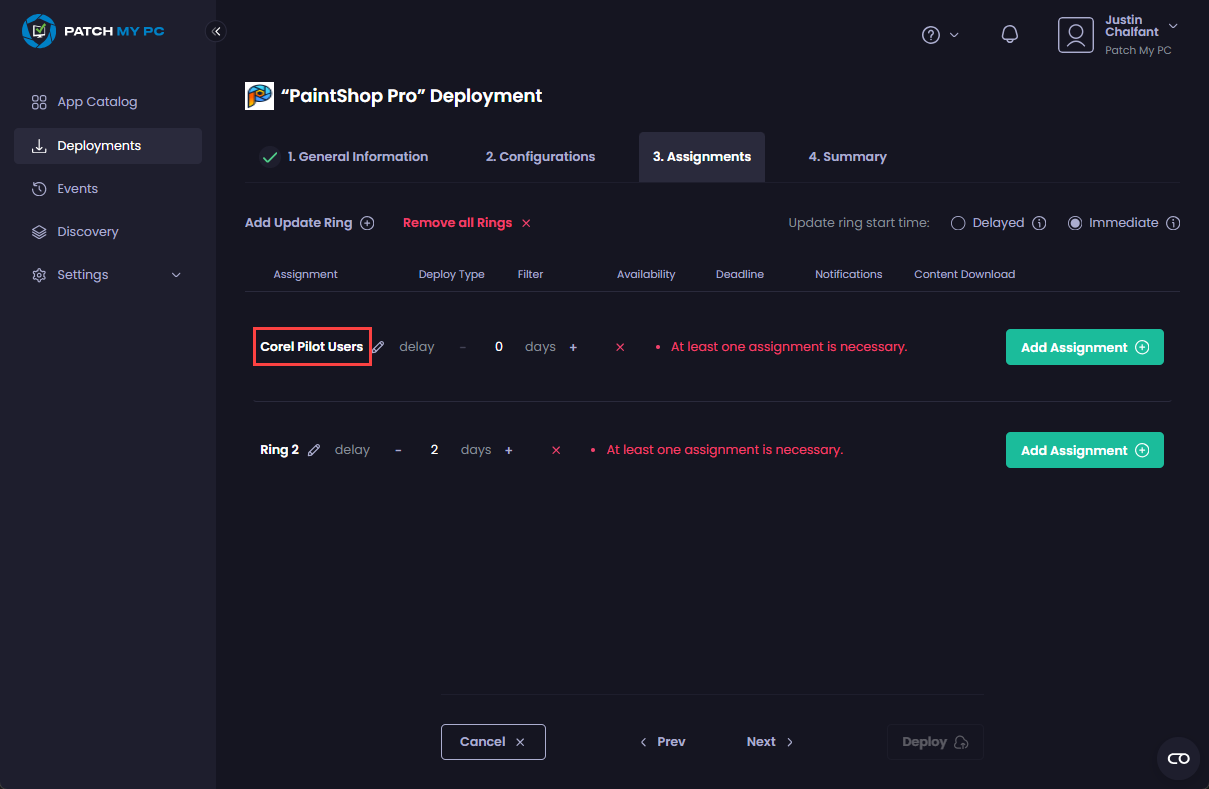 PATCH MY PC
Justin
Chalfant
Patch My PC
App Catalog
Deployments
Events
Discovery
Settings
“PaintShop Pro” Deployment
1. General Information
2. Configurations
3. Assignments
4. Summary
Add Update Ring
Remove all Rings
Update ring start time:
Delayed
Immediate
Assignment Deploy Type Filter Availability Deadline Notifications Content Download
Corel Pilot Users delay - 0 days + × • At least one assignment is necessary. Add Assignment
Ring 2 delay - 2 days + × • At least one assignment is necessary. Add Assignment
Cancel
Prev
Next
Deploy